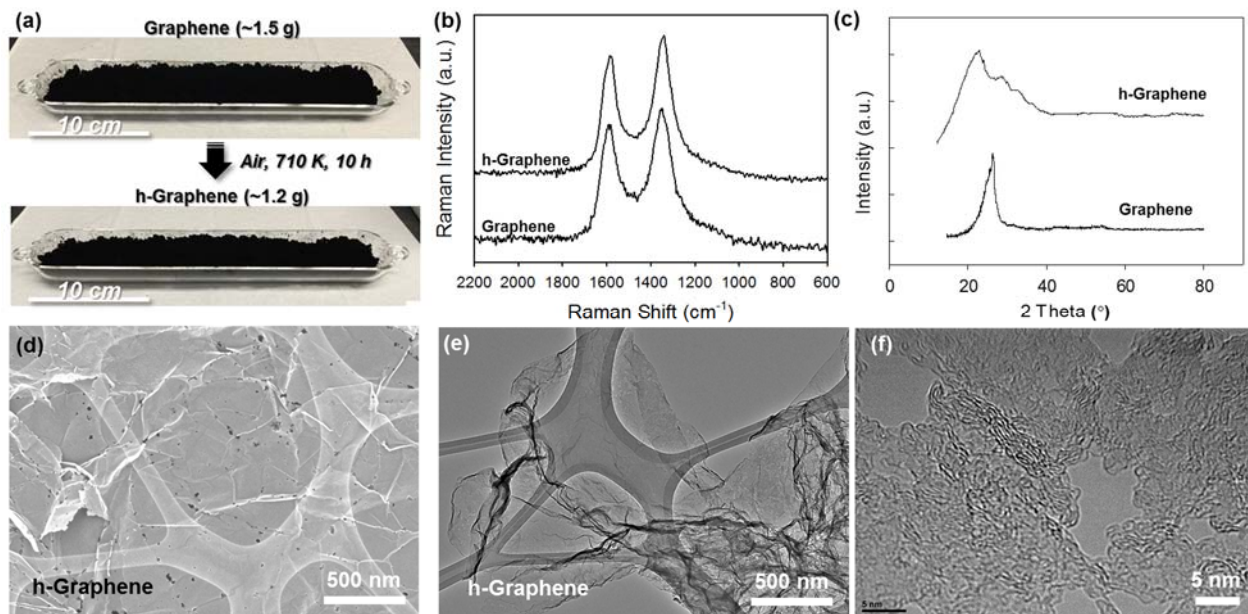 (a)
Graphene (~1.5 g)
10 cm
Air, 710 K, 10 h
h-Graphene (~1.2 g)
10 cm
(b)
Raman Intensity (a.u.)
h-Graphene
Graphene
2200 2000 1800 1600 1400 1200 1000 800 600
Raman Shift (cm⁻¹)
(c)
Intensity (a.u.)
h-Graphene
Graphene
0 20 40 60 80
2 Theta (°)
(d)
h-Graphene
500 nm
(e)
h-Graphene
500 nm
(f)
5 nm
5 nm